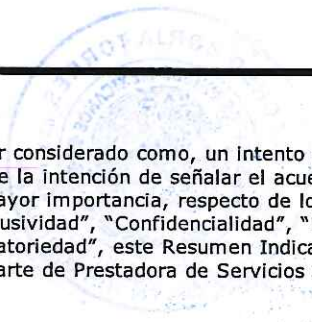 r considerado como, un intento
e la intención de señalar el acue
ayor importancia, respecto de lo
usividad", "Confidencialidad", "
atoriedad", este Resumen Indica
arte de Prestadora de Servicios